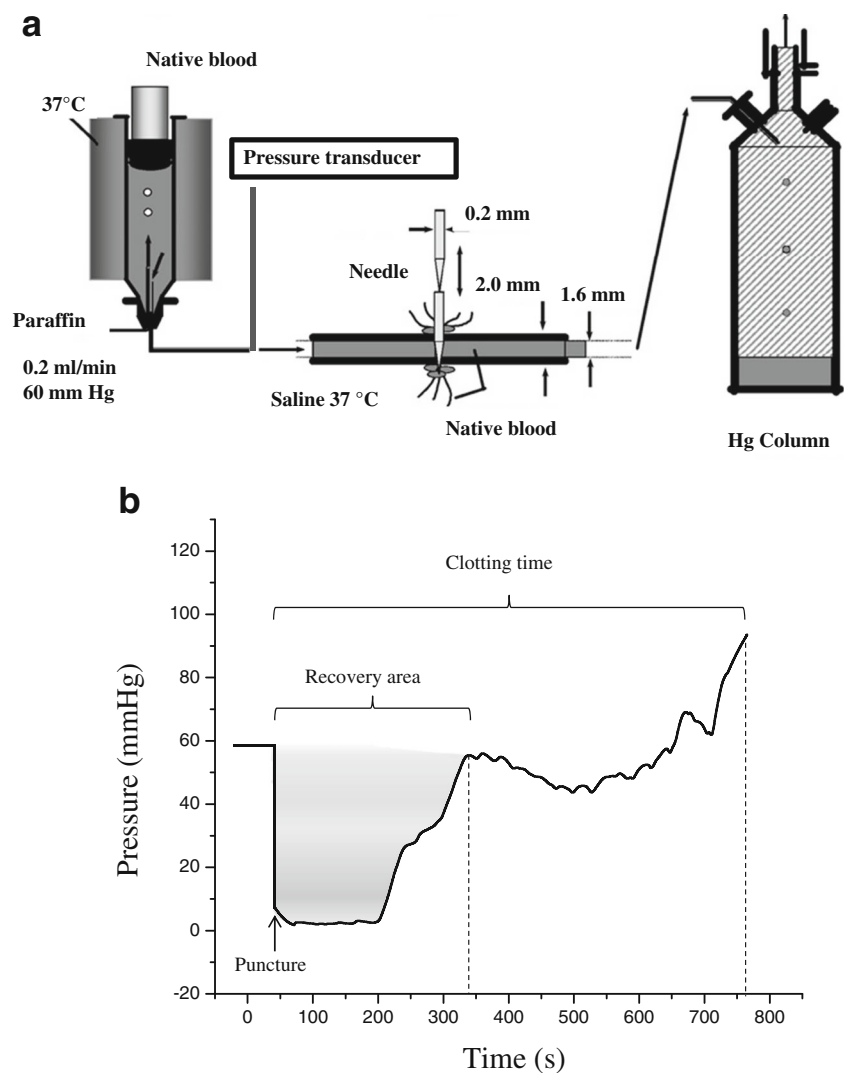 a
Native blood
37°C
Pressure transducer
0.2 mm
Needle
2.0 mm
1.6 mm
Paraffin
0.2 ml/min
60 mm Hg
Saline 37 °C
Native blood
Hg Column
b
Clotting time
Recovery area
Puncture
Pressure (mmHg)
120
100
80
60
40
20
0
-20
0 100 200 300 400 500 600 700 800
Time (s)